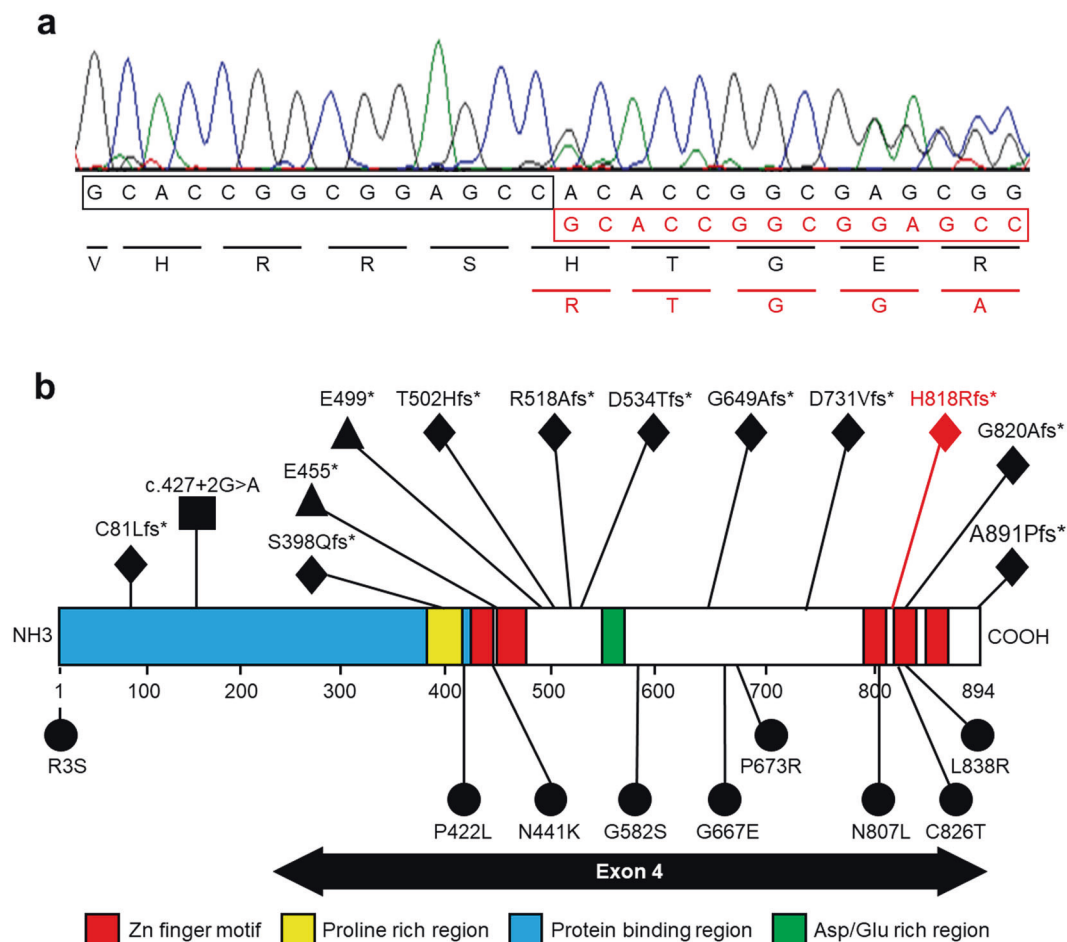 a
G C A C C G G C G G A G C C A C A C C G G C G A G C G G
G C A C C G G C G G A G C C
V H R R S H T G E R
R T G G A
b
E499* T502Hfs* R518Afs* D534Tfs* G649Afs* D731Vfs* H818Rfs*
G820Afs*
E455*
c.427+2G>A
C81Lfs* S398Qfs* A891Pfs*
NH3 COOH
1 100 200 300 400 500 600 700 800 894
R3S P673R L838R
P422L N441K G582S G667E N807L C826T
Exon 4
Zn finger motif Proline rich region Protein binding region Asp/Glu rich region